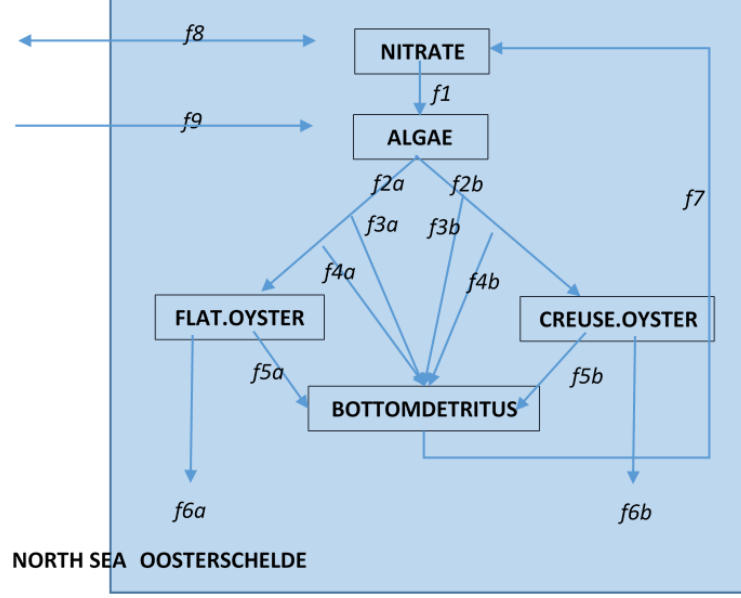 f8
NITRATE
f1
f9
ALGAE
f2a
f2b
f3a
f3b
f7
f4a
f4b
FLAT.OYSTER
CREUSE.OYSTER
f5a
f5b
BOTTOMDETRITUS
f6a
f6b
NORTH SEA OOSTERSCHELDE